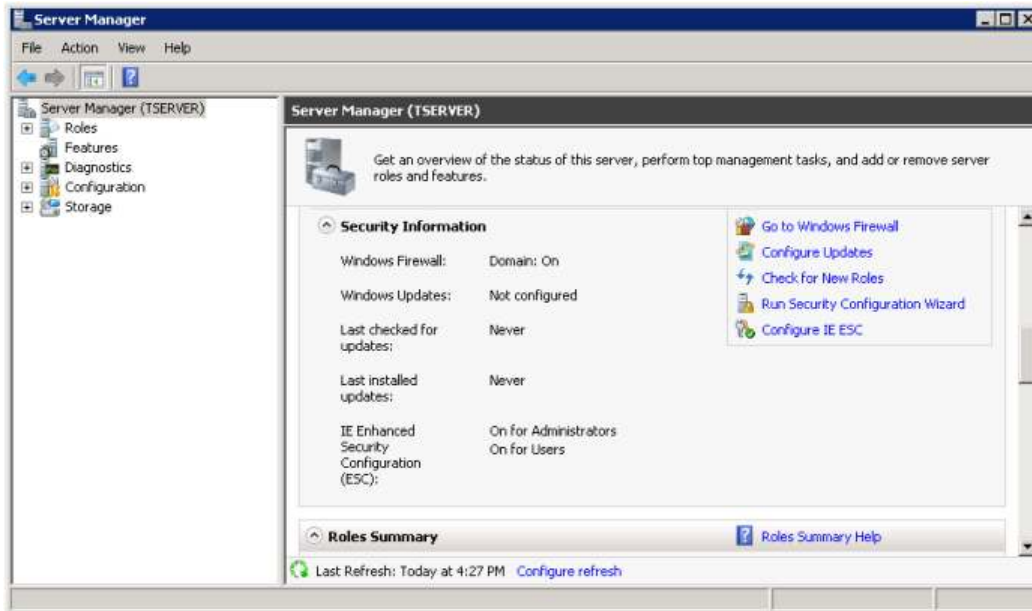 Server Manager
File Action View Help
Server Manager (TSERVER)
Roles
Features
Diagnostics
Configuration
Storage
Server Manager (TSERVER)
Get an overview of the status of this server, perform top management tasks, and add or remove server
roles and features.
Security Information
Windows Firewall: Domain: On
Windows Updates: Not configured
Last checked for Never
updates:
Last installed Never
updates:
IE Enhanced On for Administrators
Security On for Users
Configuration
(ESC):
Go to Windows Firewall
Configure Updates
Check for New Roles
Run Security Configuration Wizard
Configure IE ESC
Roles Summary
Roles Summary Help
Last Refresh: Today at 4:27 PM Configure refresh